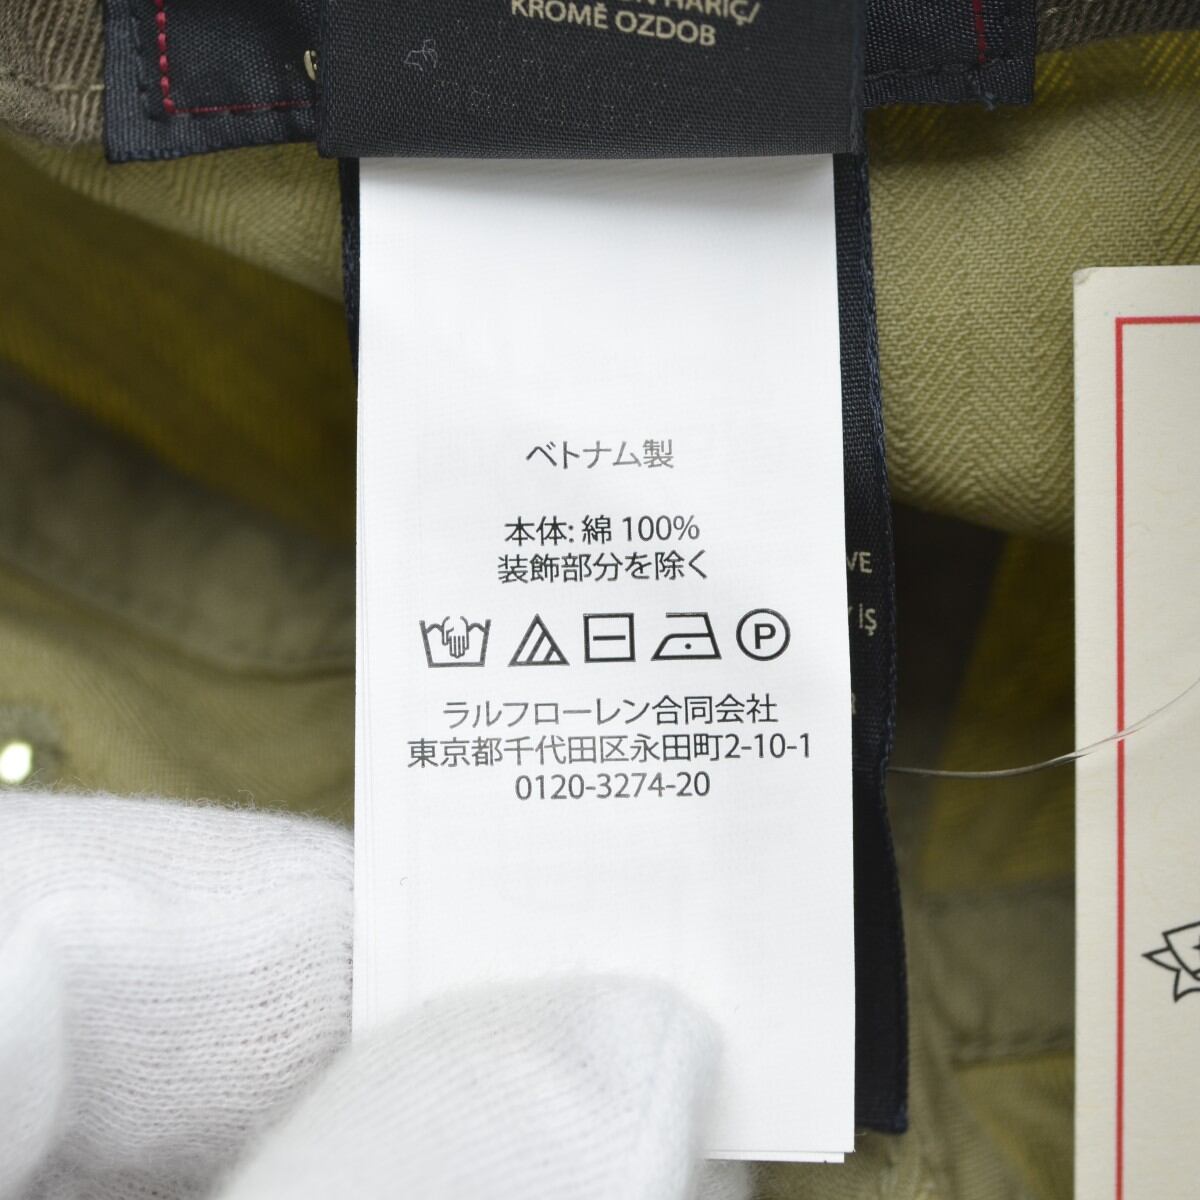 HARİÇ/
KROMĚ OZDOB
ベトナム製
本体: 綿 100%
装飾部分を除く
P
ラルフローレン合同会社
東京都千代田区永田町2-10-1
0120-3274-20
VE
İŞ
R